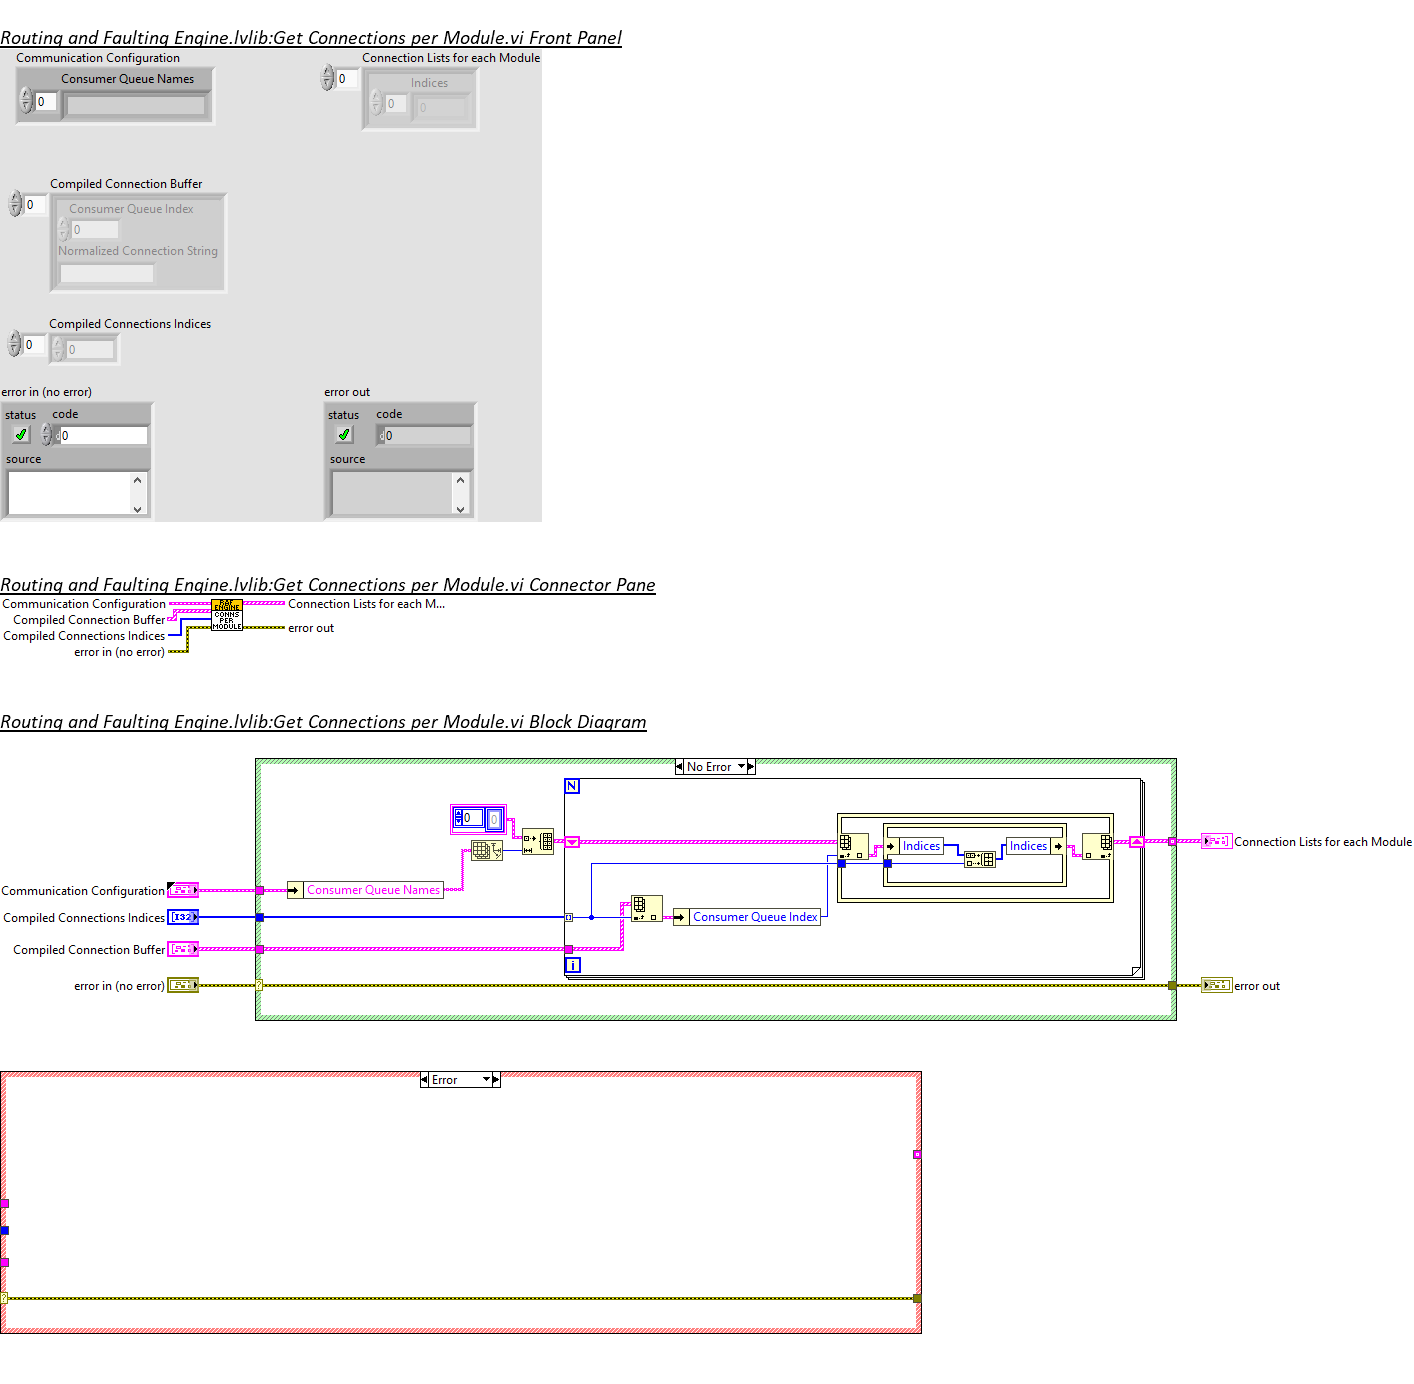 Routing and Faulting Engine.lvlib:Get Connections per Module.vi Front Panel
Communication Configuration
Consumer Queue Names
0
Connection Lists for each Module
0
Indices
0
0
Compiled Connection Buffer
0
Consumer Queue Index
0
Normalized Connection String
Compiled Connections Indices
0
0
error in (no error)
status
code
d
0
source
error out
status
code
d
0
source
Routing and Faulting Engine.lvlib:Get Connections per Module.vi Connector Pane
Communication Configuration
Compiled Connection Buffer
Compiled Connections Indices
error in (no error)
RAF
ENGINE
CONNS
PER
MODULE
Connection Lists for each M...
error out
Routing and Faulting Engine.lvlib:Get Connections per Module.vi Block Diagram
No Error
N
0
0
Indices
Indices
Connection Lists for each Module
Communication Configuration
Consumer Queue Names
Compiled Connections Indices
I32
Consumer Queue Index
Compiled Connection Buffer
i
error in (no error)
?
error out
Error
?